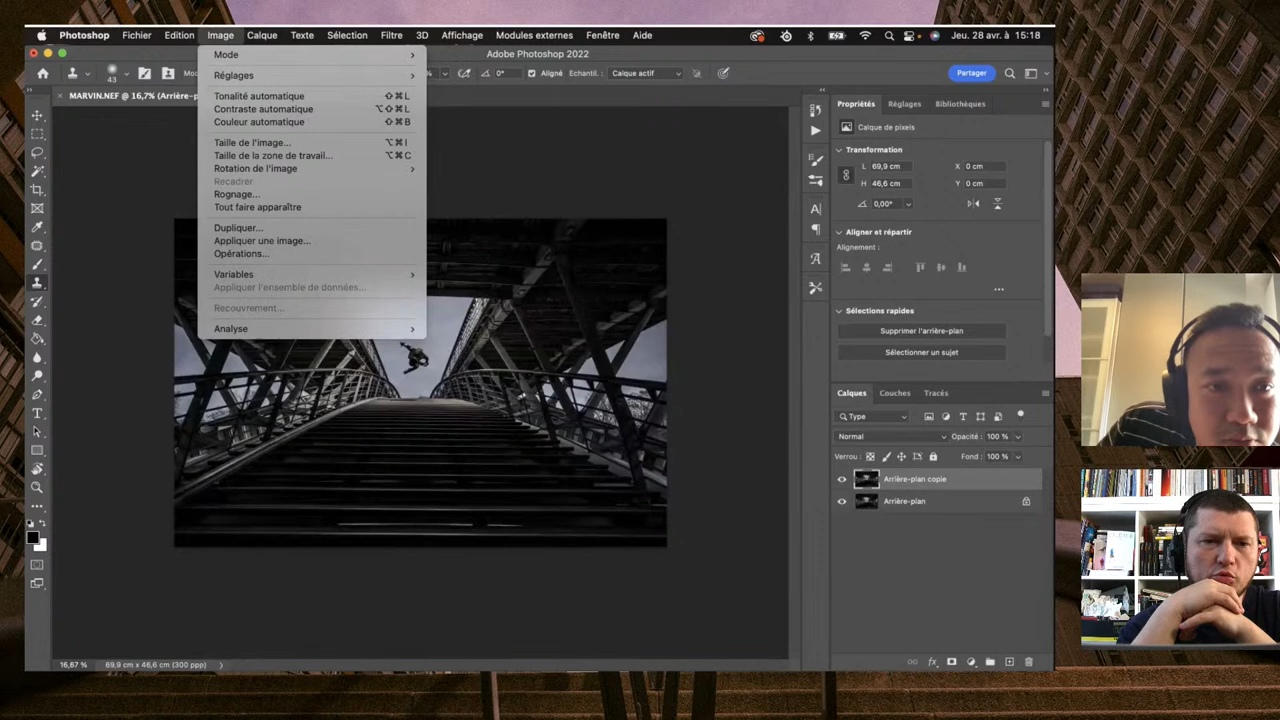 Photoshop Fichier Edition Image Calque Texte Sélection Filtre 3D Affichage Modules externes Fenêtre Aide Jeu. 28 avr. à 15:18
Adobe Photoshop 2022
43 0° Aligné Echantil. : Calque actif Partager
MARVIN.NEF @ 16,7% (Arrière-p
Mode
Réglages
Tonalité automatique ⇧⌘L
Contraste automatique ⌥⇧⌘L
Couleur automatique ⇧⌘B
Taille de l'image... ⌥⌘I
Taille de la zone de travail... ⌥⌘C
Rotation de l'image
Recadrer
Rognage...
Tout faire apparaître
Dupliquer...
Appliquer une image...
Opérations...
Variables
Appliquer l'ensemble de données...
Recouvrement...
Analyse
Propriétés Réglages Bibliothèques
Calque de pixels
Transformation
L 69,9 cm X 0 cm
H 46,6 cm Y 0 cm
0,00°
Aligner et répartir
Alignement :
Sélections rapides
Supprimer l'arrière-plan
Sélectionner un sujet
Calques Couches Tracés
Type
Normal Opacité : 100 %
Verrou : Fond : 100 %
Arrière-plan copie
Arrière-plan
16,67 % 69,9 cm x 46,6 cm (300 ppp)